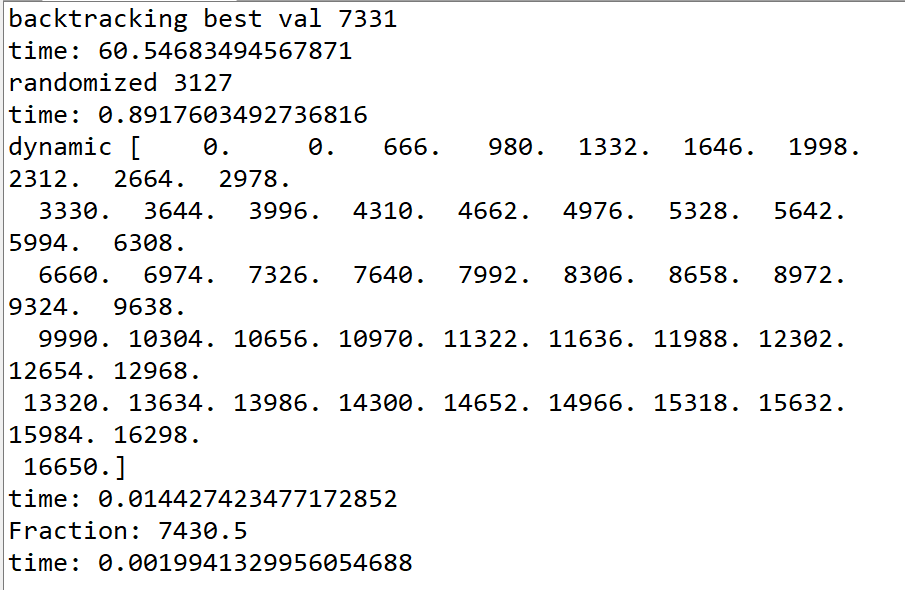 backtracking best val 7331
time: 60.54683494567871
randomized 3127
time: 0.8917603492736816
dynamic [    0.     0.   666.   980.  1332.  1646.  1998.
2312.  2664.  2978.
  3330.  3644.  3996.  4310.  4662.  4976.  5328.  5642.
5994.  6308.
  6660.  6974.  7326.  7640.  7992.  8306.  8658.  8972.
9324.  9638.
  9990. 10304. 10656. 10970. 11322. 11636. 11988. 12302.
12654. 12968.
 13320. 13634. 13986. 14300. 14652. 14966. 15318. 15632.
15984. 16298.
 16650.]
time: 0.014427423477172852
Fraction: 7430.5
time: 0.0019941329956054688